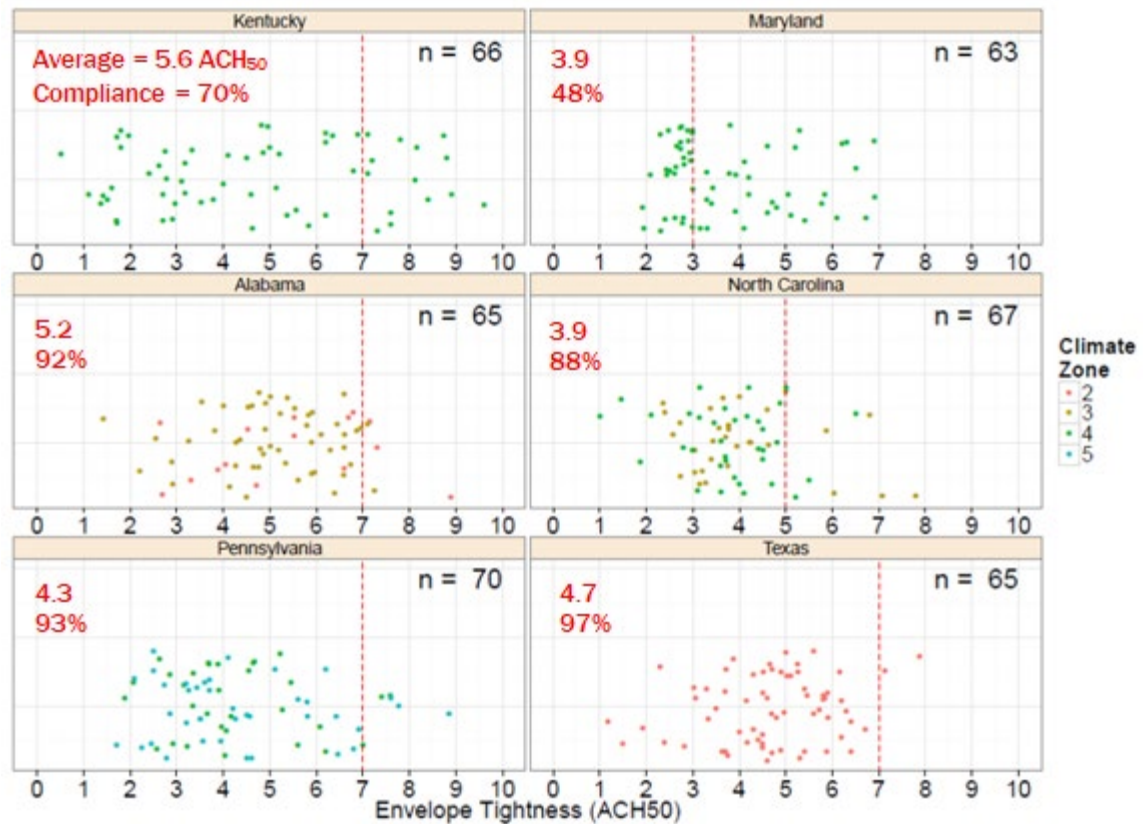 Kentucky
Average = 5.6 ACH₅₀
Compliance = 70%
n = 66
0 1 2 3 4 5 6 7 8 9 10
Maryland
3.9
48%
n = 63
0 1 2 3 4 5 6 7 8 9 10
Alabama
5.2
92%
n = 65
0 1 2 3 4 5 6 7 8 9 10
North Carolina
3.9
88%
n = 67
0 1 2 3 4 5 6 7 8 9 10
Pennsylvania
4.3
93%
n = 70
0 1 2 3 4 5 6 7 8 9 10
Texas
4.7
97%
n = 65
0 1 2 3 4 5 6 7 8 9 10
Envelope Tightness (ACH50)
Climate
Zone
2
3
4
5